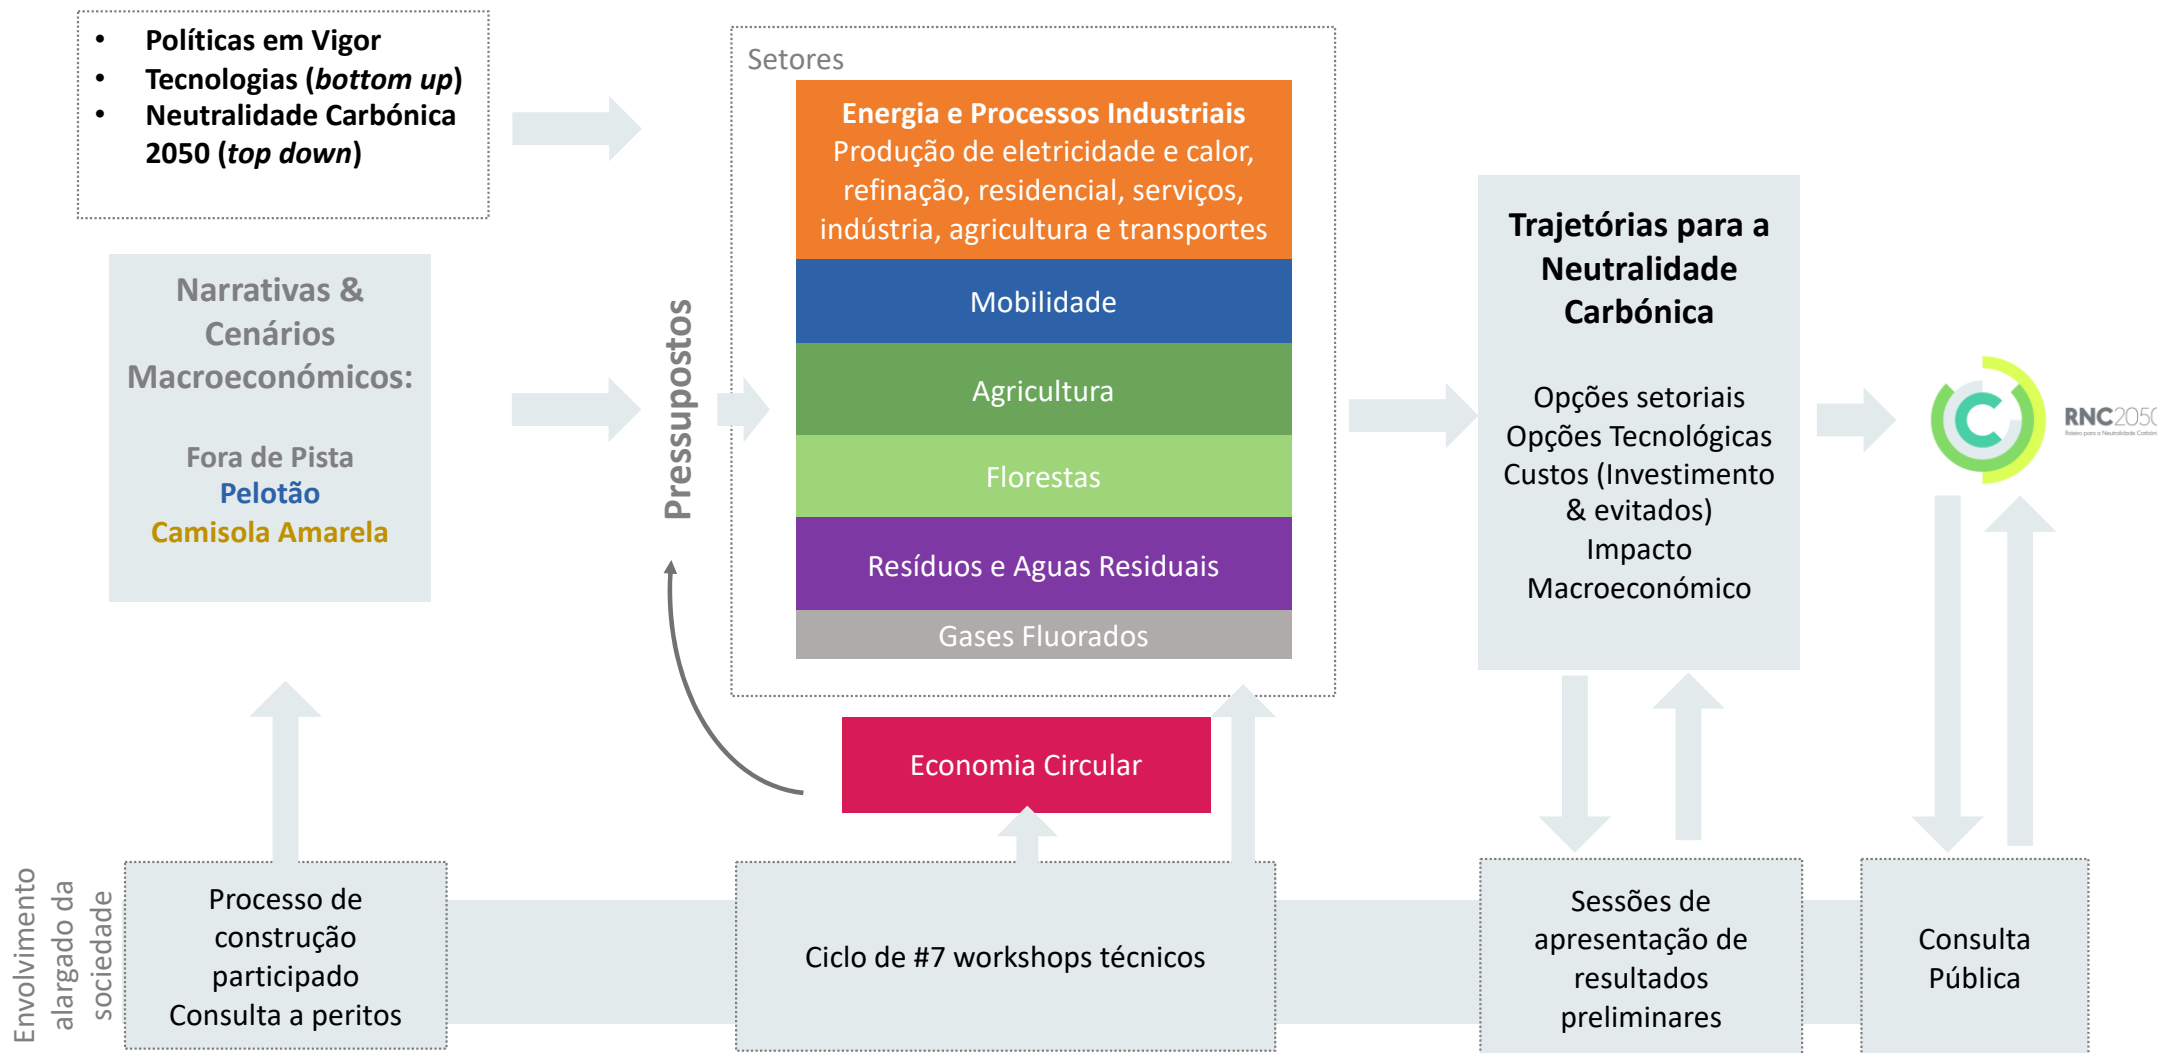 • Políticas em Vigor
• Tecnologias (bottom up)
• Neutralidade Carbónica
2050 (top down)
Narrativas &
Cenários
Macroeconómicos:
Fora de Pista
Pelotão
Camisola Amarela
Pressupostos
Setores
Energia e Processos Industriais
Produção de eletricidade e calor,
refinação, residencial, serviços,
indústria, agricultura e transportes
Mobilidade
Agricultura
Florestas
Resíduos e Aguas Residuais
Gases Fluorados
Economia Circular
Trajetórias para a
Neutralidade
Carbónica
Opções setoriais
Opções Tecnológicas
Custos (Investimento
& evitados)
Impacto
Macroeconómico
RNC2050
Roteiro para a Neutralidade
Envolvimento
alargado da
sociedade
Processo de
construção
participado
Consulta a peritos
Ciclo de #7 workshops técnicos
Sessões de
apresentação de
resultados
preliminares
Consulta
Pública